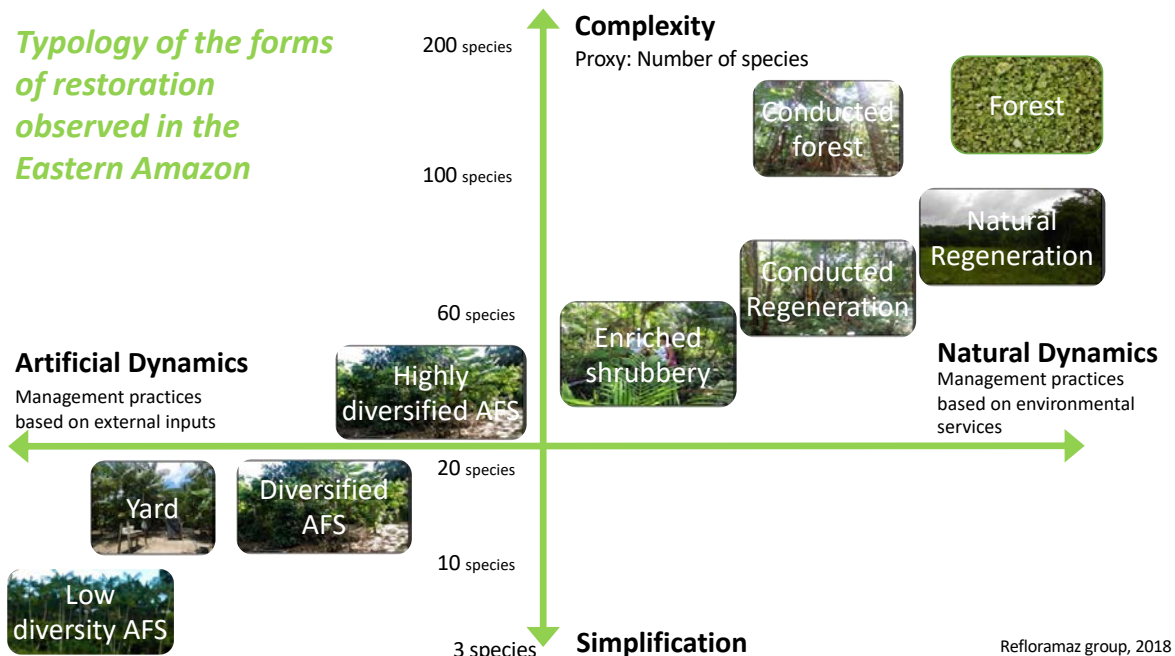 Typology of the forms
of restoration
observed in the
Eastern Amazon
200 species
Complexity
Proxy: Number of species
Conducted
forest
Forest
100 species
Natural
Regeneration
Conducted
Regeneration
60 species
Enriched
shrubbery
Artificial Dynamics
Management practices
based on external inputs
Highly
diversified AFS
Natural Dynamics
Management practices
based on environmental
services
20 species
Yard
Diversified
AFS
10 species
Low
diversity AFS
3 species
Simplification
Refloramaz group, 2018